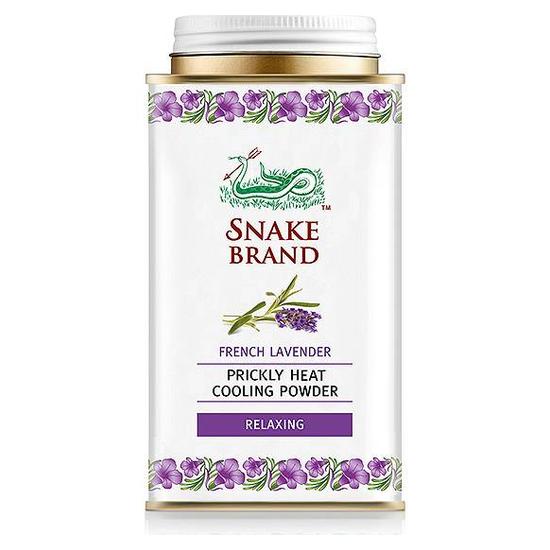 TM
SNAKE
BRAND
FRENCH LAVENDER
PRICKLY HEAT
COOLING POWDER
RELAXING